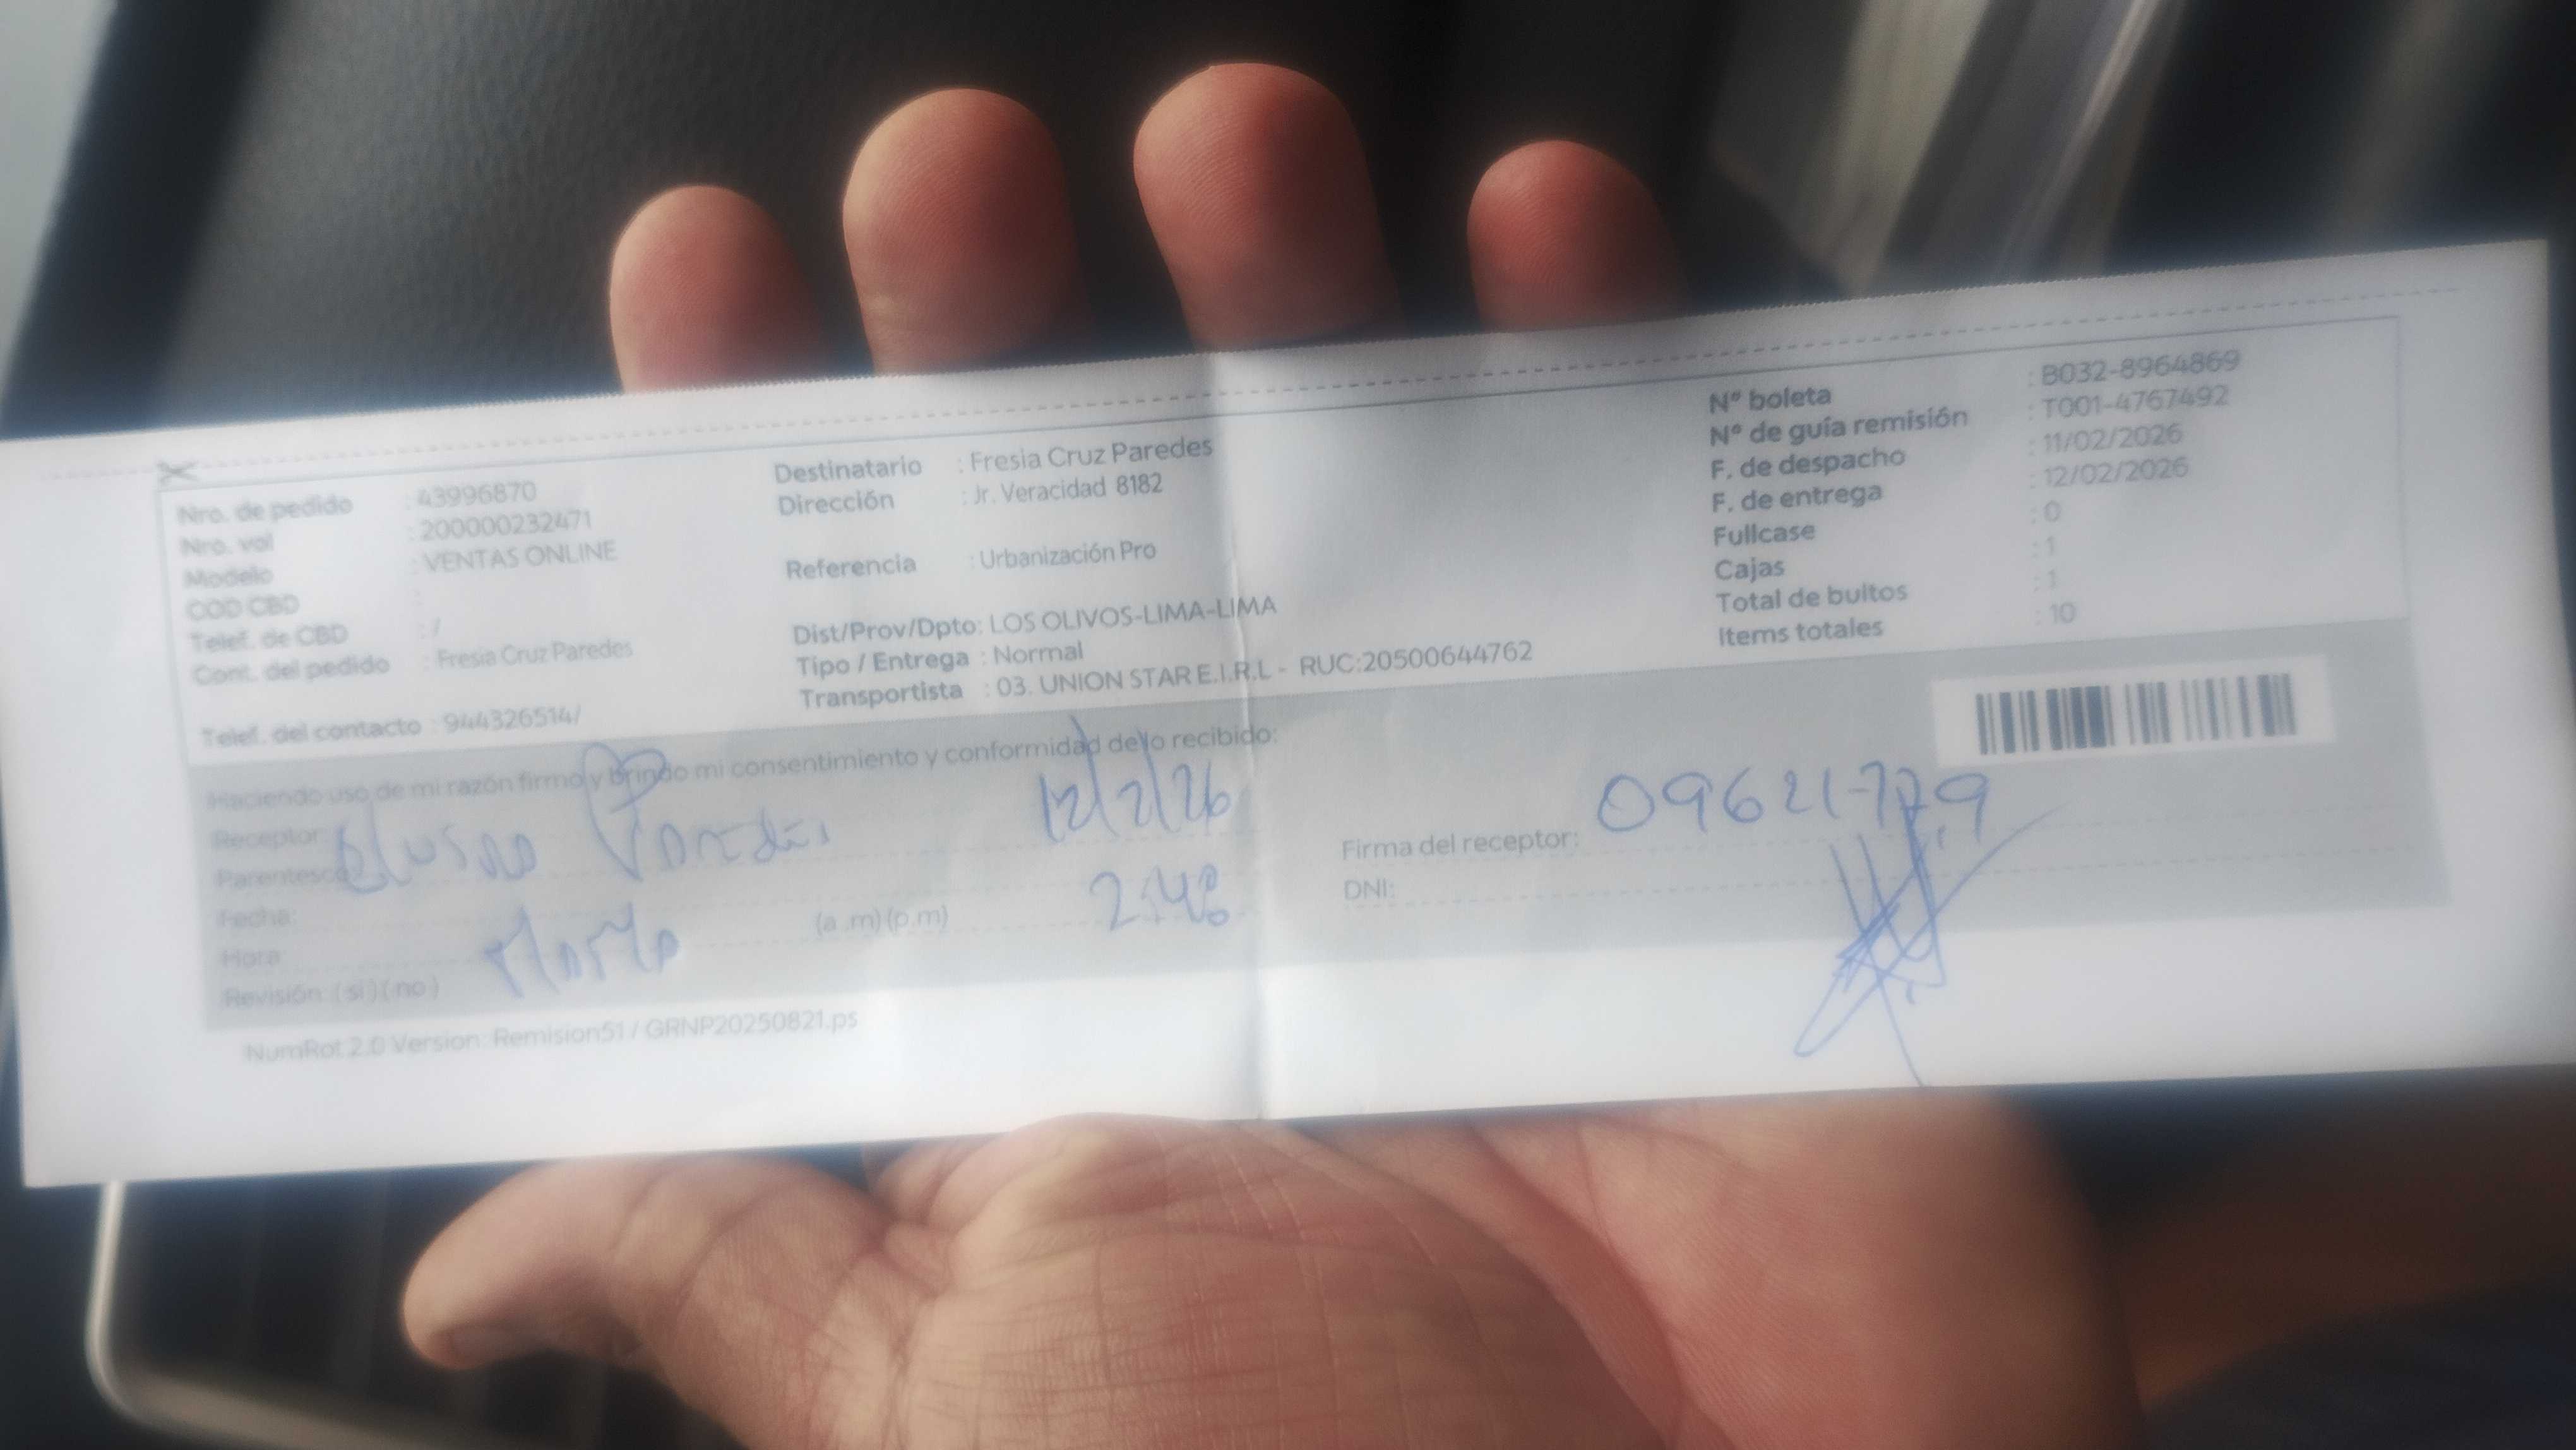 Nro. de pedido : 43996870
Nro. vol : 200000232471
Modelo : VENTAS ONLINE
COD CBD :
Telef. de CBD : /
Cont. del pedido : Fresia Cruz Paredes
Telef. del contacto : 944326514/
Destinatario : Fresia Cruz Paredes
Dirección : Jr. Veracidad 8182
Referencia : Urbanización Pro
Dist/Prov/Dpto: LOS OLIVOS-LIMA-LIMA
Tipo / Entrega : Normal
Transportista : 03. UNION STAR E.I.R.L - RUC:20500644762
Nº boleta : B032-8964869
Nº de guía remisión : T001-4767492
F. de despacho : 11/02/2026
F. de entrega : 12/02/2026
Fullcase : 0
Cajas : 1
Total de bultos : 1
Items totales : 10
Haciendo uso de mi razón firmo y brindo mi consentimiento y conformidad de lo recibido:
Receptor:
Parentesco:
Fecha: 12/2/26
Hora: (a .m) (p.m) 2:48
Revisión: ( si ) ( no )
Firma del receptor: 09621779
DNI:
NumRot 2.0 Version: Remision51 / GRNP20250821.ps